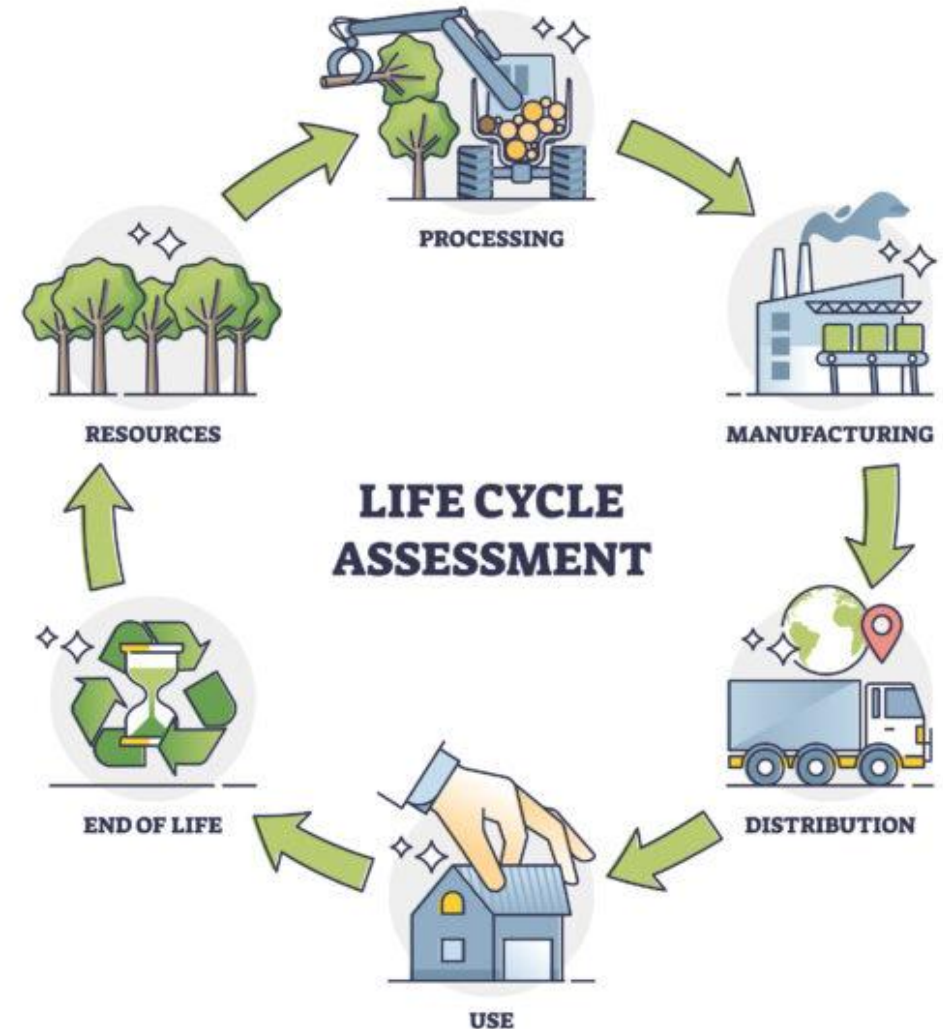 PROCESSING
RESOURCES
MANUFACTURING
LIFE CYCLE
ASSESSMENT
END OF LIFE
DISTRIBUTION
USE